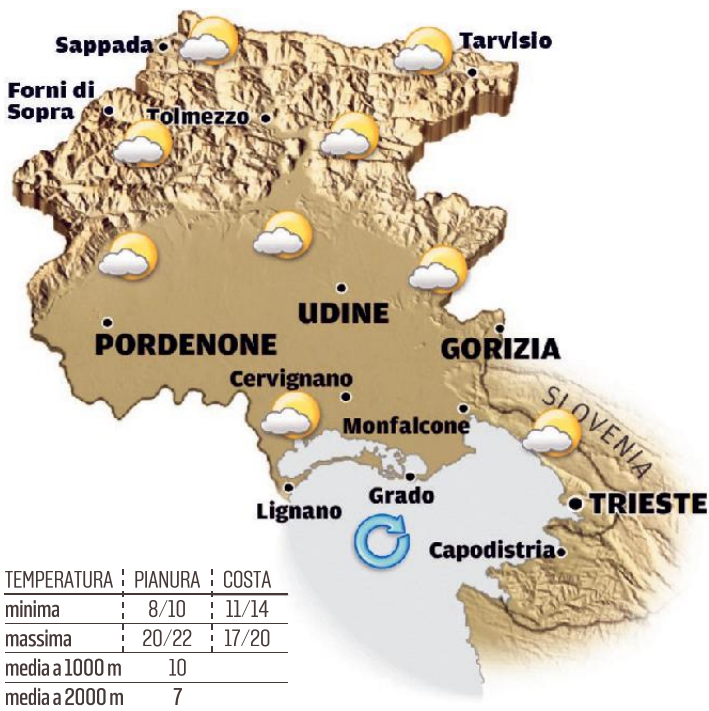 Sappada
Tarvisio
Forni di
Sopra
Tolmezzo
UDINE
PORDENONE
GORIZIA
Cervignano
Monfalcone
SLOVENIA
Lignano
Grado
TRIESTE
Capodistria
TEMPERATURA PIANURA COSTA
minima 8/10 11/14
massima 20/22 17/20
media a 1000 m 10
media a 2000 m 7